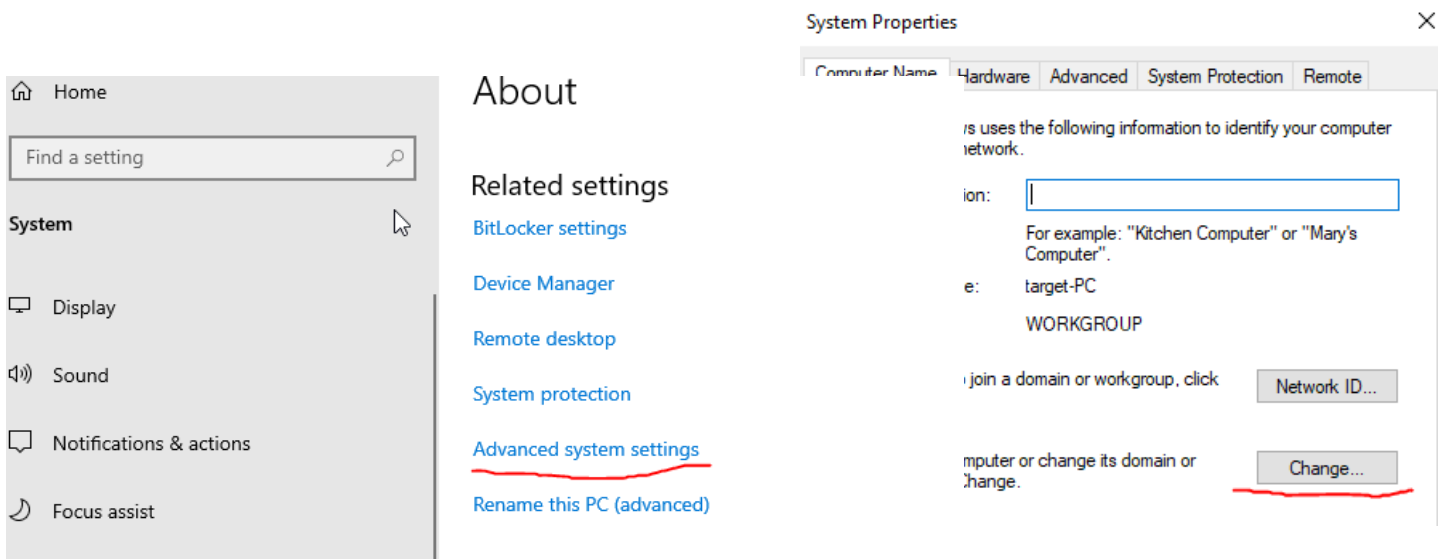 Home
Find a setting
System
Display
Sound
Notifications & actions
Focus assist
About
Related settings
BitLocker settings
Device Manager
Remote desktop
System protection
Advanced system settings
Rename this PC (advanced)
System Properties
Computer Name Hardware Advanced System Protection Remote
uses the following information to identify your computer
network.
ion:
For example: "Kitchen Computer" or "Mary's
Computer".
e: target-PC
WORKGROUP
join a domain or workgroup, click
Network ID...
mputer or change its domain or
Change.
Change...